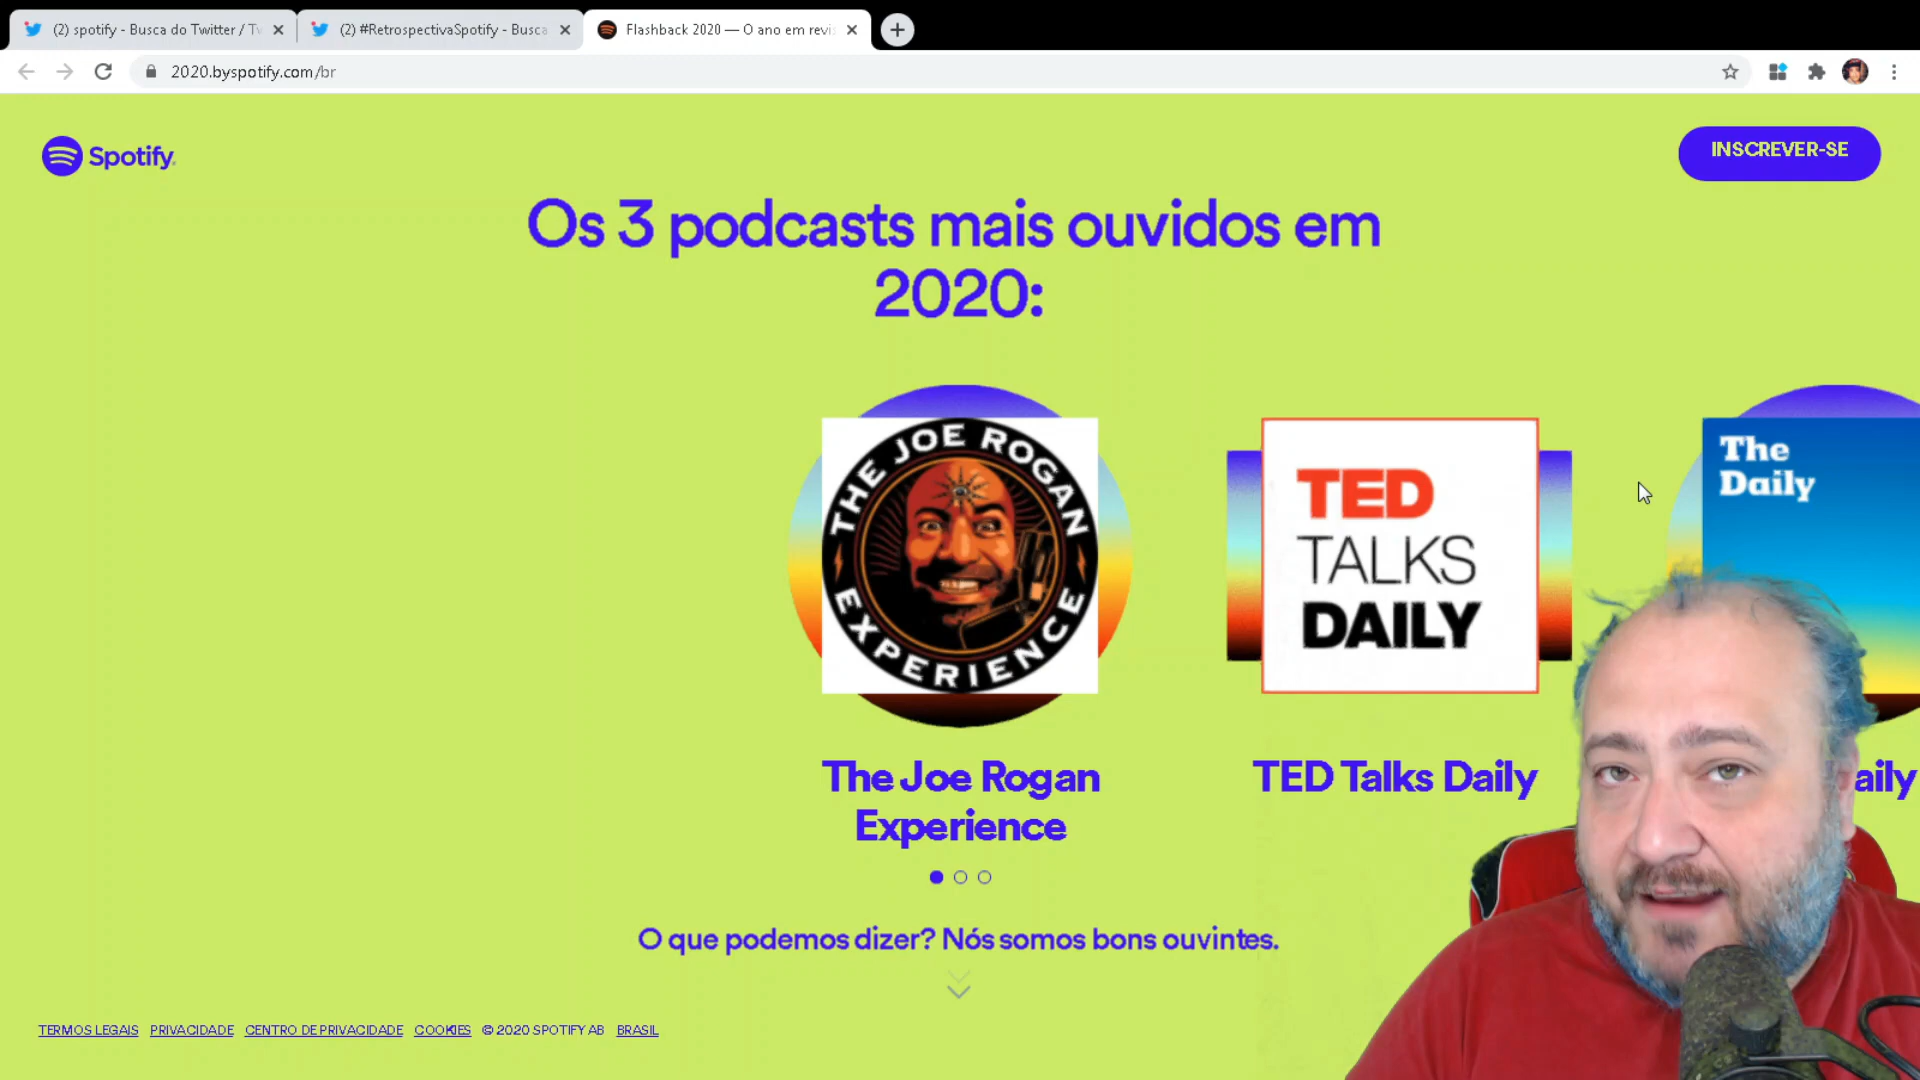 (2) spotify - Busca do Twitter / Tw
(2) #RetrospectivaSpotify - Busca
Flashback 2020 — O ano em revi
2020.byspotify.com/br
Spotify
INSCREVER-SE
Os 3 podcasts mais ouvidos em
2020:
THE JOE ROGAN
EXPERIENCE
TED
TALKS
DAILY
The
Daily
The Joe Rogan
Experience
TED Talks Daily
aily
O que podemos dizer? Nós somos bons ouvintes.
TERMOS LEGAIS PRIVACIDADE CENTRO DE PRIVACIDADE COOKIES © 2020 SPOTIFY AB BRASIL